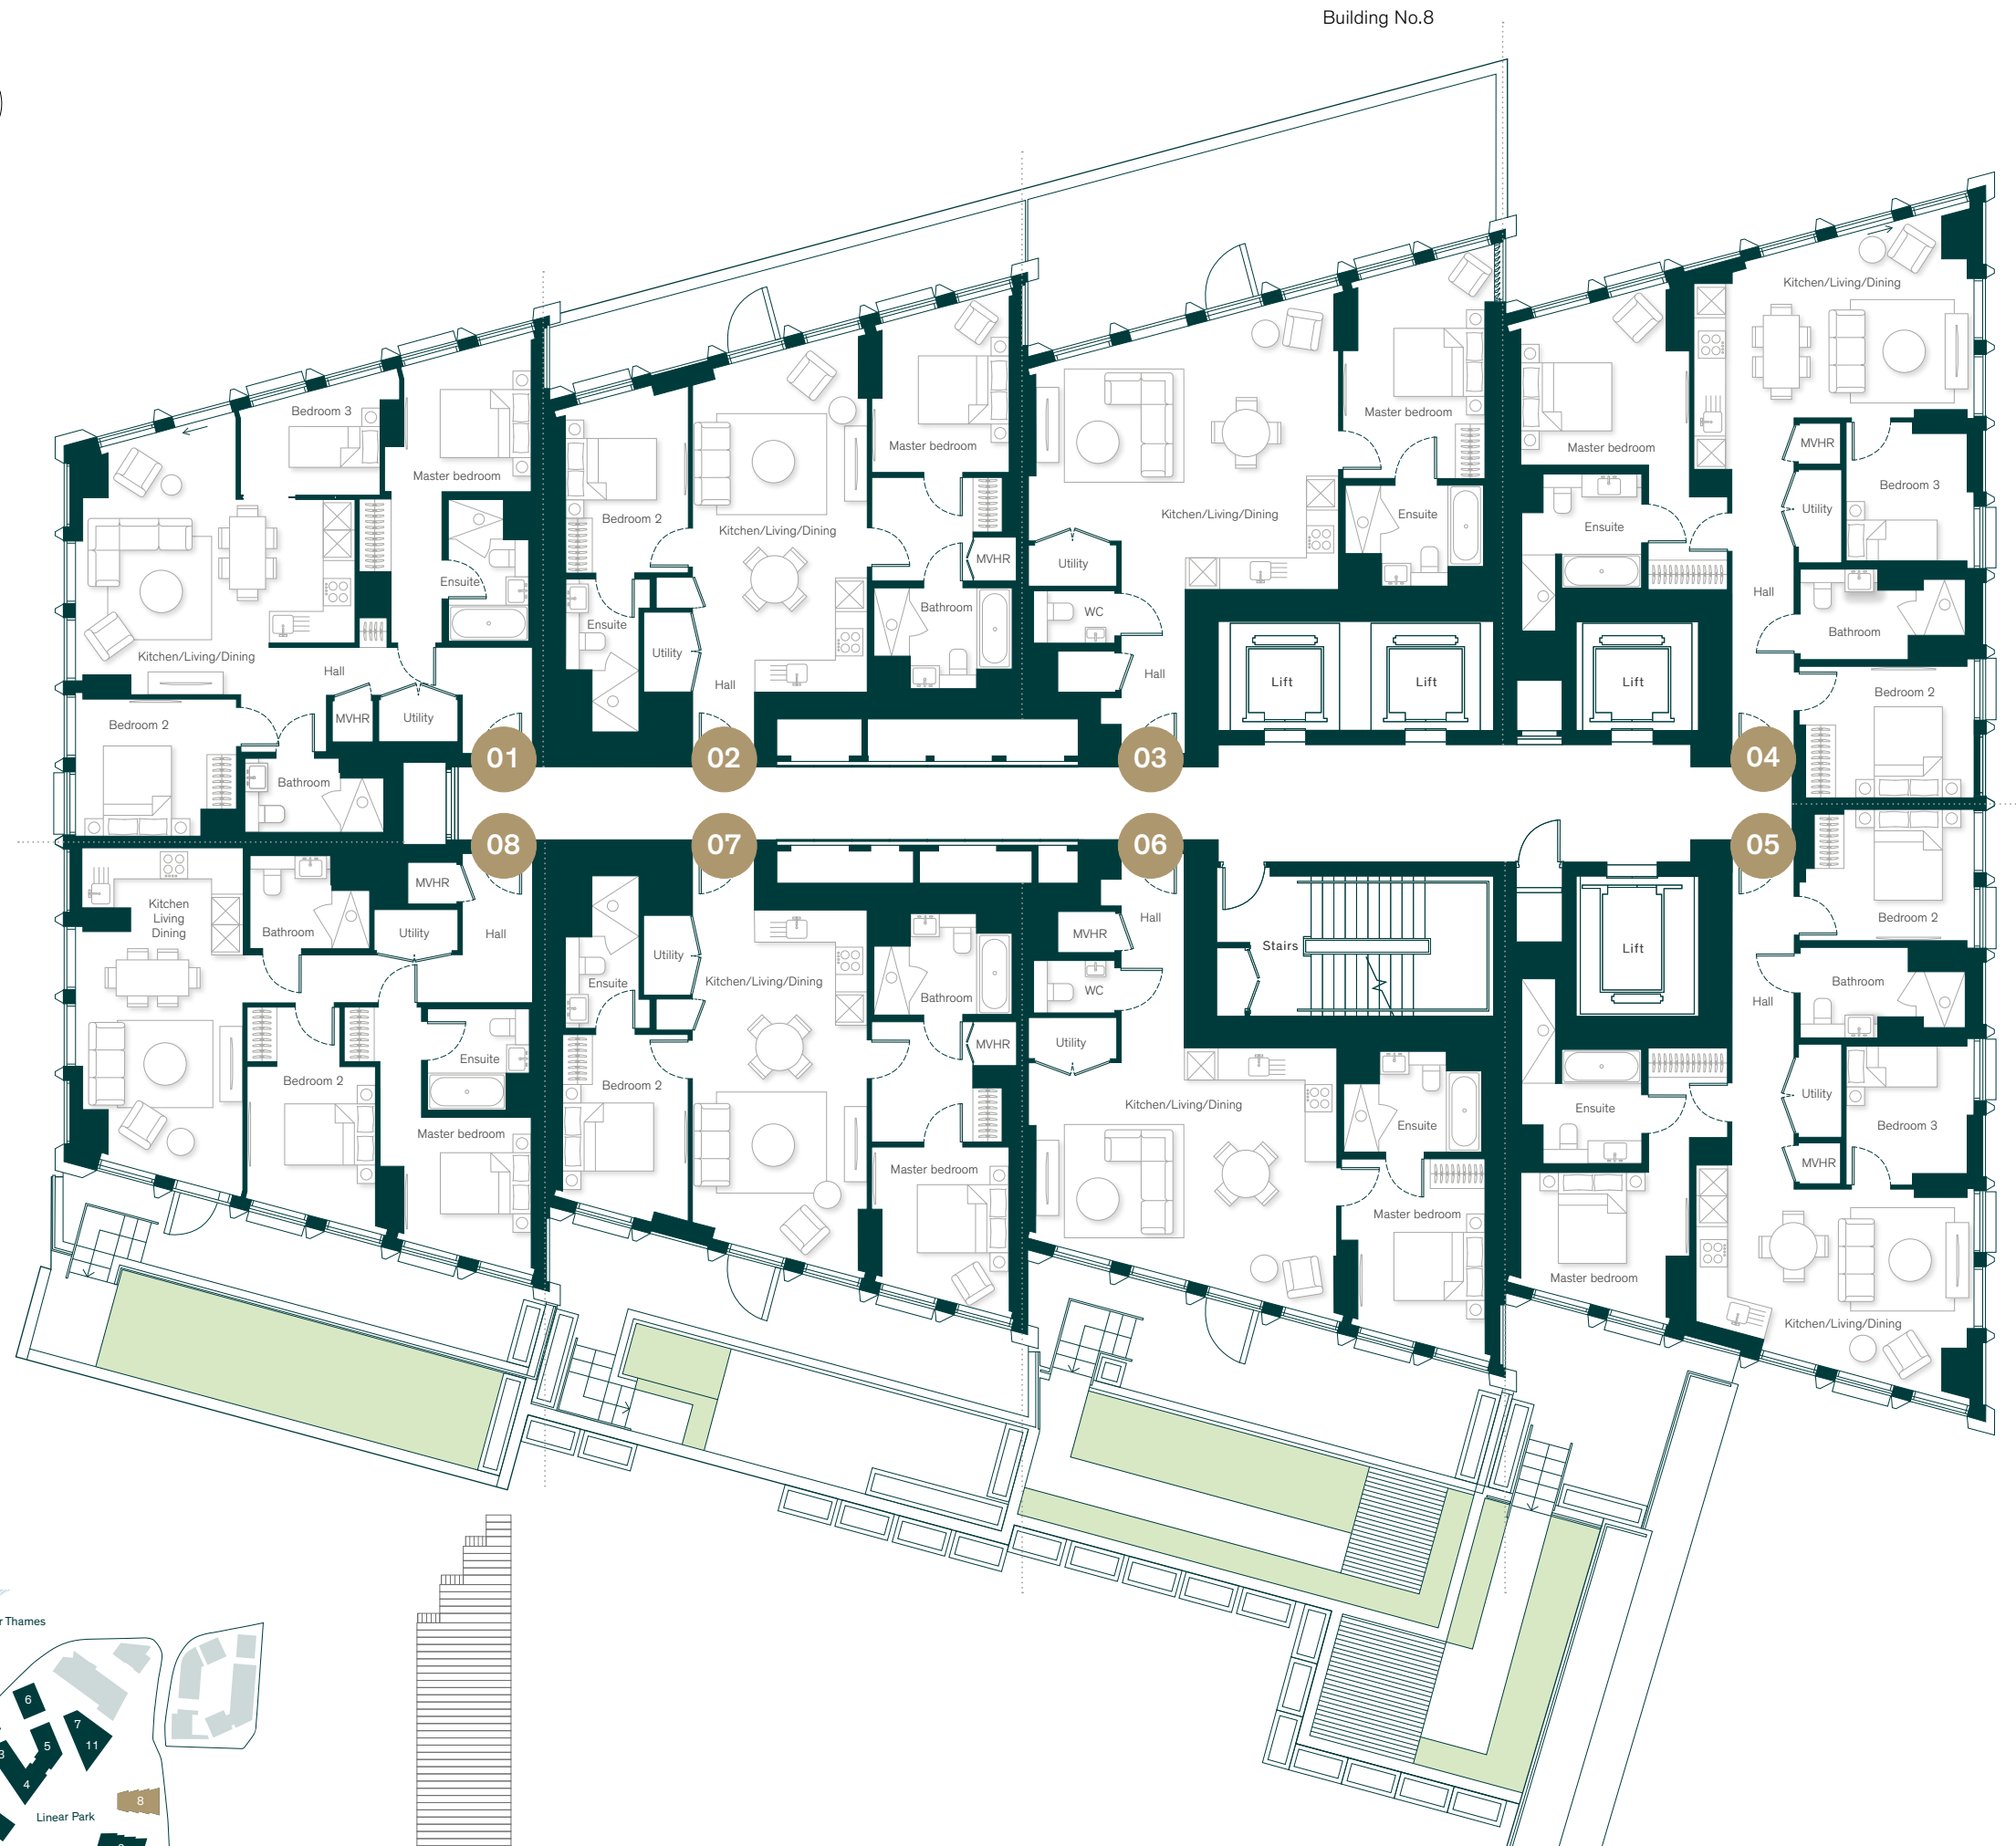 Building No.8
Kitchen/Living/Dining
Bedroom 3
Master bedroom
Ensuite
Kitchen/Living/Dining
Hall
MVHR
Utility
Bedroom 2
Bathroom
01
Bedroom 2
Master bedroom
Kitchen/Living/Dining
MVHR
Ensuite
Bathroom
Utility
Hall
02
Master bedroom
Kitchen/Living/Dining
Ensuite
Utility
WC
Hall
Lift
Lift
Lift
03
Master bedroom
MVHR
Bedroom 3
Utility
Ensuite
Hall
Bathroom
Bedroom 2
04
08
07
06
05
Kitchen
Living
Dining
Bathroom
MVHR
Utility
Hall
Bedroom 2
Ensuite
Master bedroom
Utility
Kitchen/Living/Dining
Ensuite
Bathroom
MVHR
Bedroom 2
Master bedroom
Hall
MVHR
WC
Utility
Stairs
Kitchen/Living/Dining
Ensuite
Master bedroom
Lift
Bedroom 2
Bathroom
Hall
Utility
Ensuite
Bedroom 3
MVHR
Master bedroom
Kitchen/Living/Dining
r Thames
6
7
5
11
3
4
8
Linear Park